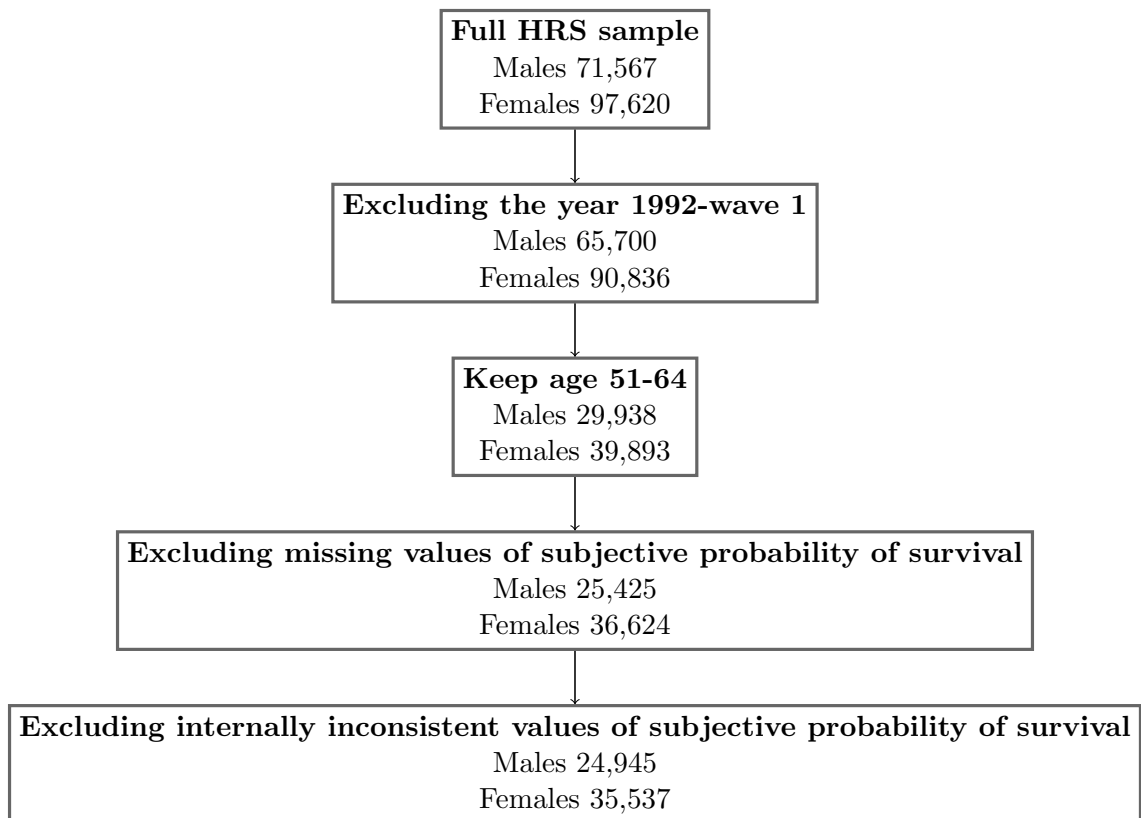 Full HRS sample
Males 71,567
Females 97,620
Excluding the year 1992-wave 1
Males 65,700
Females 90,836
Keep age 51-64
Males 29,938
Females 39,893
Excluding missing values of subjective probability of survival
Males 25,425
Females 36,624
Excluding internally inconsistent values of subjective probability of survival
Males 24,945
Females 35,537